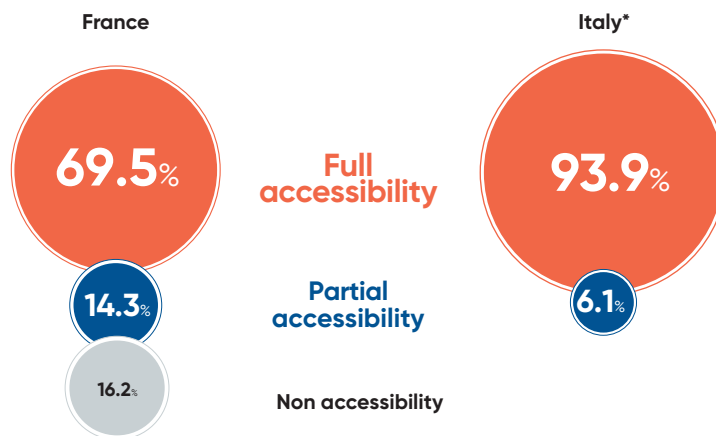 France
Italy*
69.5%
Full
accessibility
93.9%
14.3%
Partial
accessibility
6.1%
16.2%
Non accessibility